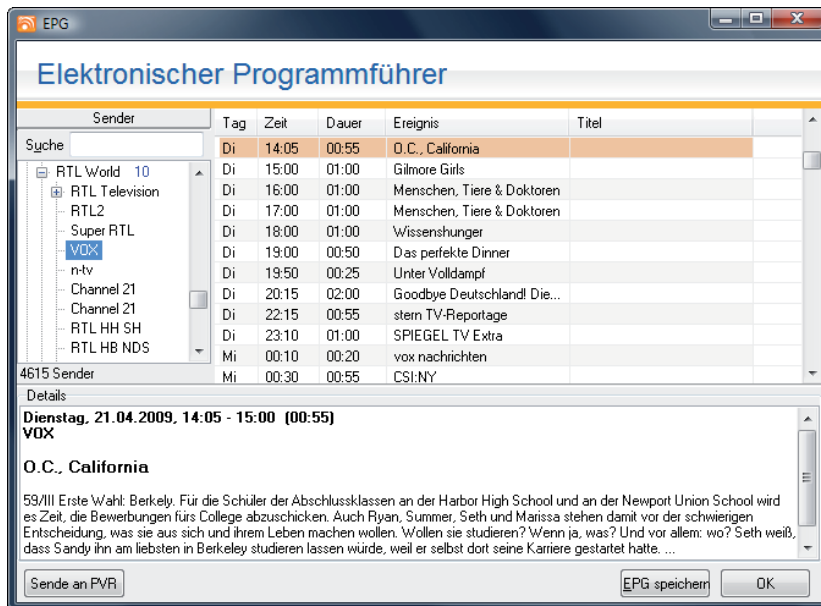 EPG
Elektronischer Programmführer
Sender
Suche
RTL World 10
RTL Television
RTL2
Super RTL
VOX
n-tv
Channel 21
Channel 21
RTL HH SH
RTL HB NDS
4615 Sender
Tag Zeit Dauer Ereignis Titel
Di 14:05 00:55 O.C., California
Di 15:00 01:00 Gilmore Girls
Di 16:00 01:00 Menschen, Tiere & Doktoren
Di 17:00 01:00 Menschen, Tiere & Doktoren
Di 18:00 01:00 Wissenshunger
Di 19:00 00:50 Das perfekte Dinner
Di 19:50 00:25 Unter Volldampf
Di 20:15 02:00 Goodbye Deutschland! Die...
Di 22:15 00:55 stern TV-Reportage
Di 23:10 01:00 SPIEGEL TV Extra
Mi 00:10 00:20 vox nachrichten
Mi 00:30 00:55 CSI:NY
Details
Dienstag, 21.04.2009, 14:05 - 15:00 (00:55)
VOX
O.C., California
59/III Erste Wahl: Berkely. Für die Schüler der Abschlussklassen an der Harbor High School und an der Newport Union School wird
es Zeit, die Bewerbungen fürs College abzuschicken. Auch Ryan, Summer, Seth und Marissa stehen damit vor der schwierigen
Entscheidung, was sie aus sich und ihrem Leben machen wollen. Wollen sie studieren? Wenn ja, was? Und vor allem: wo? Seth weiß,
dass Sandy ihn am liebsten in Berkeley studieren lassen würde, weil er selbst dort seine Karriere gestartet hatte. ...
Sende an PVR
EPG speichern
OK